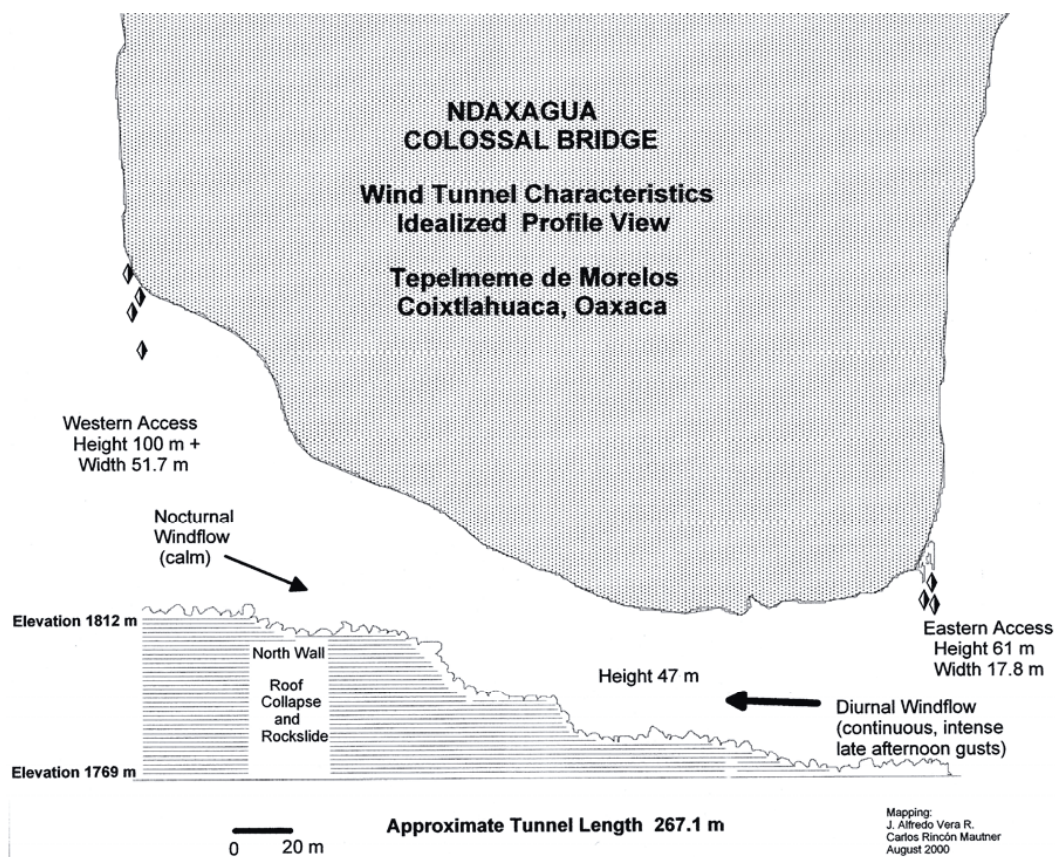 NDAXAGUA
COLOSSAL BRIDGE
Wind Tunnel Characteristics
Idealized Profile View
Tepelmeme de Morelos
Coixtlahuaca, Oaxaca
Western Access
Height 100 m +
Width 51.7 m
Nocturnal
Windflow
(calm)
Elevation 1812 m
North Wall
Roof
Collapse
and
Rockslide
Elevation 1769 m
Height 47 m
Eastern Access
Height 61 m
Width 17.8 m
Diurnal Windflow
(continuous, intense
late afternoon gusts)
0 20 m
Approximate Tunnel Length 267.1 m
Mapping:
J. Alfredo Vera R.
Carlos Rincón Mautner
August 2000